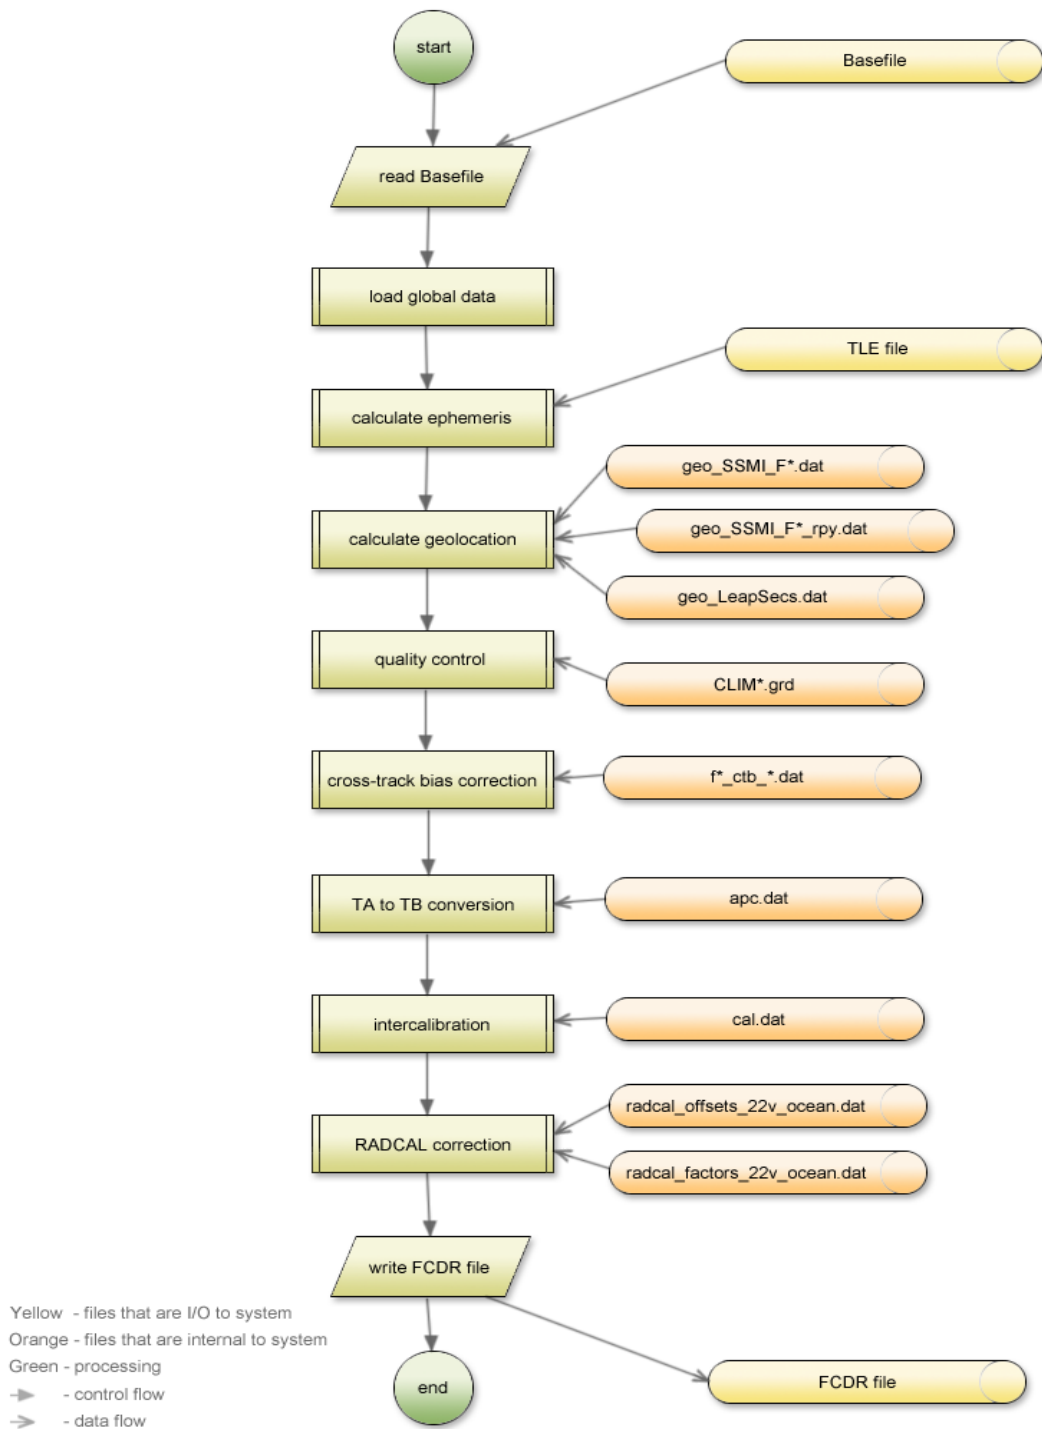 start
Basefile
read Basefile
load global data
TLE file
calculate ephemeris
geo_SSMI_F*.dat
geo_SSMI_F*_rpy.dat
calculate geolocation
geo_LeapSecs.dat
quality control
CLIM*.grd
cross-track bias correction
f*_ctb_*.dat
TA to TB conversion
apc.dat
intercalibration
cal.dat
radcal_offsets_22v_ocean.dat
RADCAL correction
radcal_factors_22v_ocean.dat
write FCDR file
Yellow - files that are I/O to system
Orange - files that are internal to system
Green - processing
- control flow
- data flow
end
FCDR file